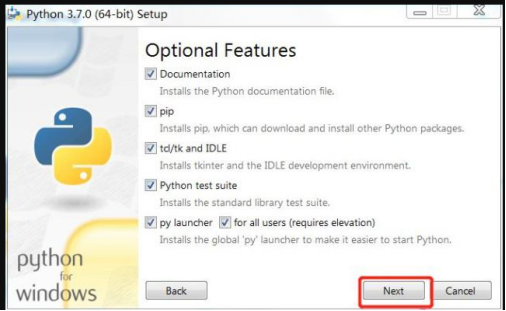 Python 3.7.0 (64-bit) Setup
Optional Features
Documentation
Installs the Python documentation file.
pip
Installs pip, which can download and install other Python packages.
td/tk and IDLE
Installs tkinter and the IDLE development environment.
Python test suite
Installs the standard library test suite.
py launcher for all users (requires elevation)
Installs the global 'py' launcher to make it easier to start Python.
python
for
windows
Back Next Cancel